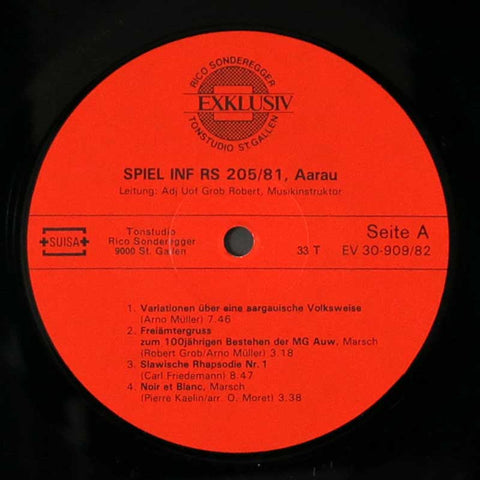 RICO SONDEREGGER
EXKLUSIV
TONSTUDIO ST. GALLEN
SPIEL INF RS 205/81, Aarau
Leitung: Adj Uof Grob Robert, Musikinstruktor
SUISA
Tonstudio
Rico Sonderegger
9000 St. Gallen
33 T
Seite A
EV 30-909/82
1. Variationen über eine aargauische Volksweise
(Arno Müller) 7.46
2. Freiämtergruss
zum 100jährigen Bestehen der MG Auw, Marsch
(Robert Grob/Arno Müller) 3.18
3. Slawische Rhapsodie Nr. 1
(Carl Friedemann) 8.47
4. Noir et Blanc, Marsch
(Pierre Kaelin/arr. O. Moret) 3.38